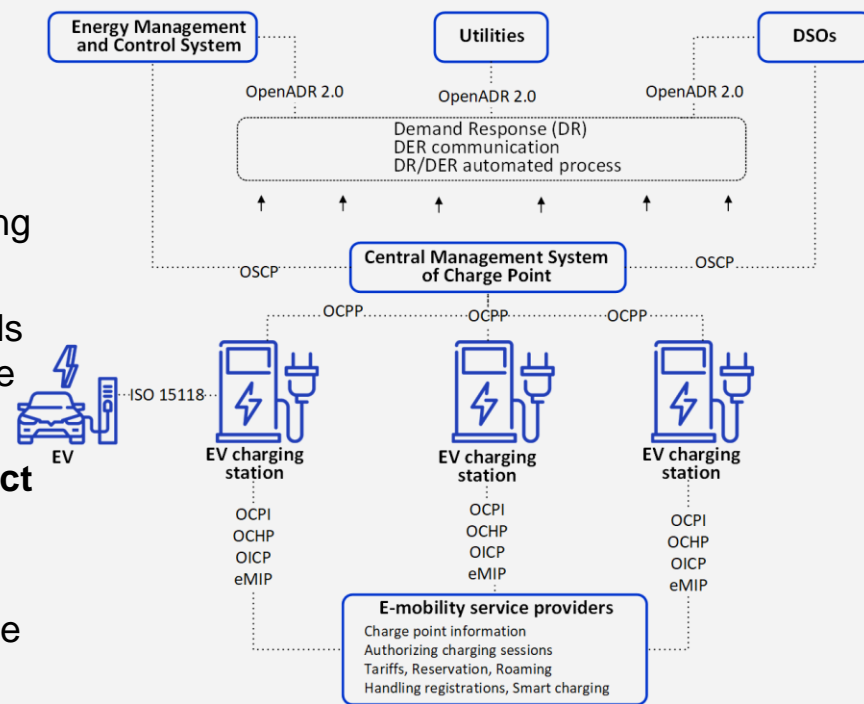 Energy Management
and Control System
Utilities
DSOs
OpenADR 2.0
OpenADR 2.0
OpenADR 2.0
Demand Response (DR)
DER communication
DR/DER automated process
ng
Central Management System
of Charge Point
OSCP
OSCP
OCPP
OCPP
OCPP
ls
e
ISO 15118
EV
EV charging
station
EV charging
station
EV charging
station
ct
OCPI
OCHP
OICP
eMIP
OCPI
OCHP
OICP
eMIP
OCPI
OCHP
OICP
eMIP
e
E-mobility service providers
Charge point information
Authorizing charging sessions
Tariffs, Reservation, Roaming
Handling registrations, Smart charging